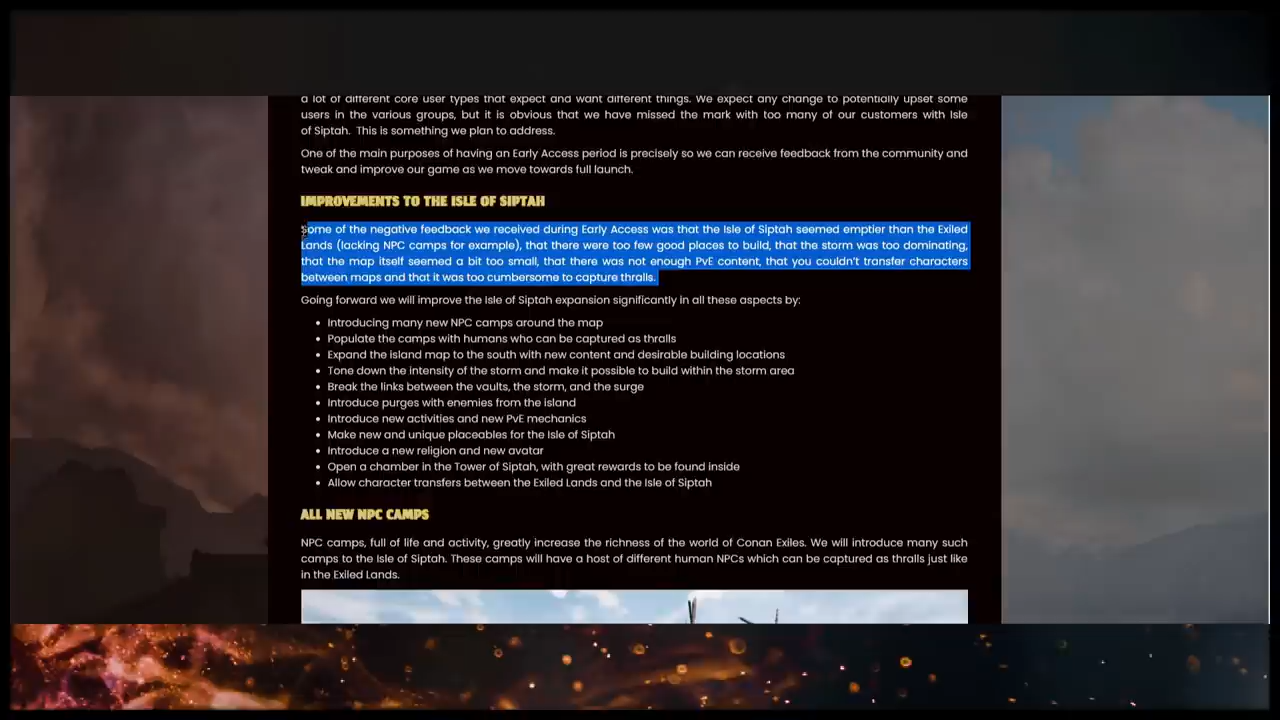 a lot of different core user types that expect and want different things. We expect any change to potentially upset some
users in the various groups, but it is obvious that we have missed the mark with too many of our customers with Isle
of Siptah.  This is something we plan to address.
One of the main purposes of having an Early Access period is precisely so we can receive feedback from the community and
tweak and improve our game as we move towards full launch.
IMPROVEMENTS TO THE ISLE OF SIPTAH
Some of the negative feedback we received during Early Access was that the Isle of Siptah seemed emptier than the Exiled
Lands (lacking NPC camps for example), that there were too few good places to build, that the storm was too dominating,
that the map itself seemed a bit too small, that there was not enough PvE content, that you couldn't transfer characters
between maps and that it was too cumbersome to capture thralls.
Going forward we will improve the Isle of Siptah expansion significantly in all these aspects by:
• Introducing many new NPC camps around the map
• Populate the camps with humans who can be captured as thralls
• Expand the island map to the south with new content and desirable building locations
• Tone down the intensity of the storm and make it possible to build within the storm area
• Break the links between the vaults, the storm, and the surge
• Introduce purges with enemies from the island
• Introduce new activities and new PvE mechanics
• Make new and unique placeables for the Isle of Siptah
• Introduce a new religion and new avatar
• Open a chamber in the Tower of Siptah, with great rewards to be found inside
• Allow character transfers between the Exiled Lands and the Isle of Siptah
ALL NEW NPC CAMPS
NPC camps, full of life and activity, greatly increase the richness of the world of Conan Exiles. We will introduce many such
camps to the Isle of Siptah. These camps will have a host of different human NPCs which can be captured as thralls just like
in the Exiled Lands.